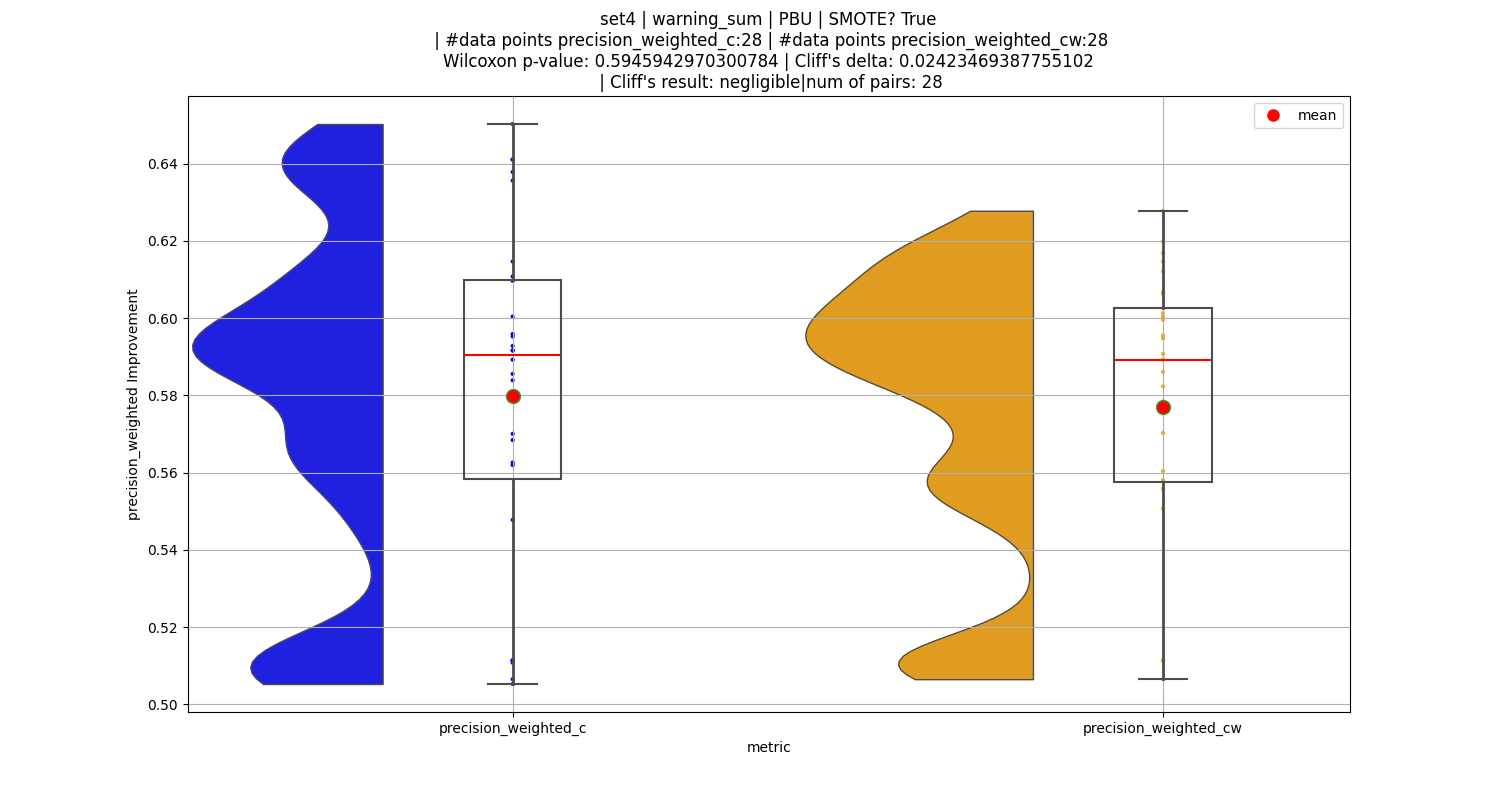 set4 | warning_sum | PBU | SMOTE? True
| #data points precision_weighted_c:28 | #data points precision_weighted_cw:28
Wilcoxon p-value: 0.5945942970300784 | Cliff's delta: 0.02423469387755102
| Cliff's result: negligible|num of pairs: 28
mean
0.64
0.62
0.60
0.58
0.56
0.54
0.52
0.50
precision_weighted Improvement
precision_weighted_c
precision_weighted_cw
metric